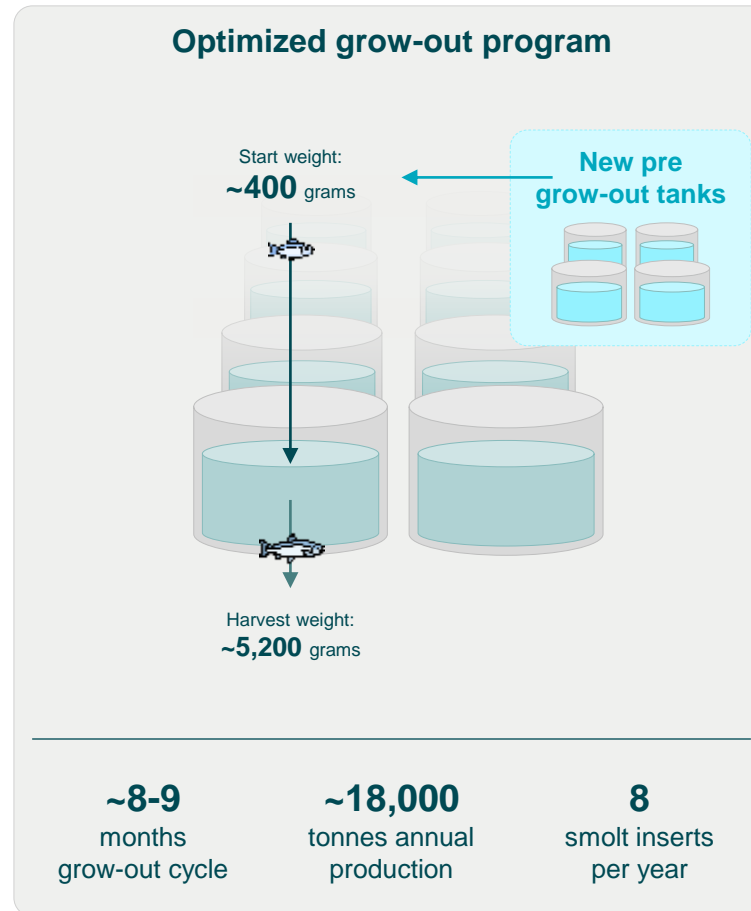 Optimized grow-out program
Start weight:
~400 grams
New pre
grow-out tanks
Harvest weight:
~5,200 grams
~8-9
months
grow-out cycle
~18,000
tonnes annual
production
8
smolt inserts
per year